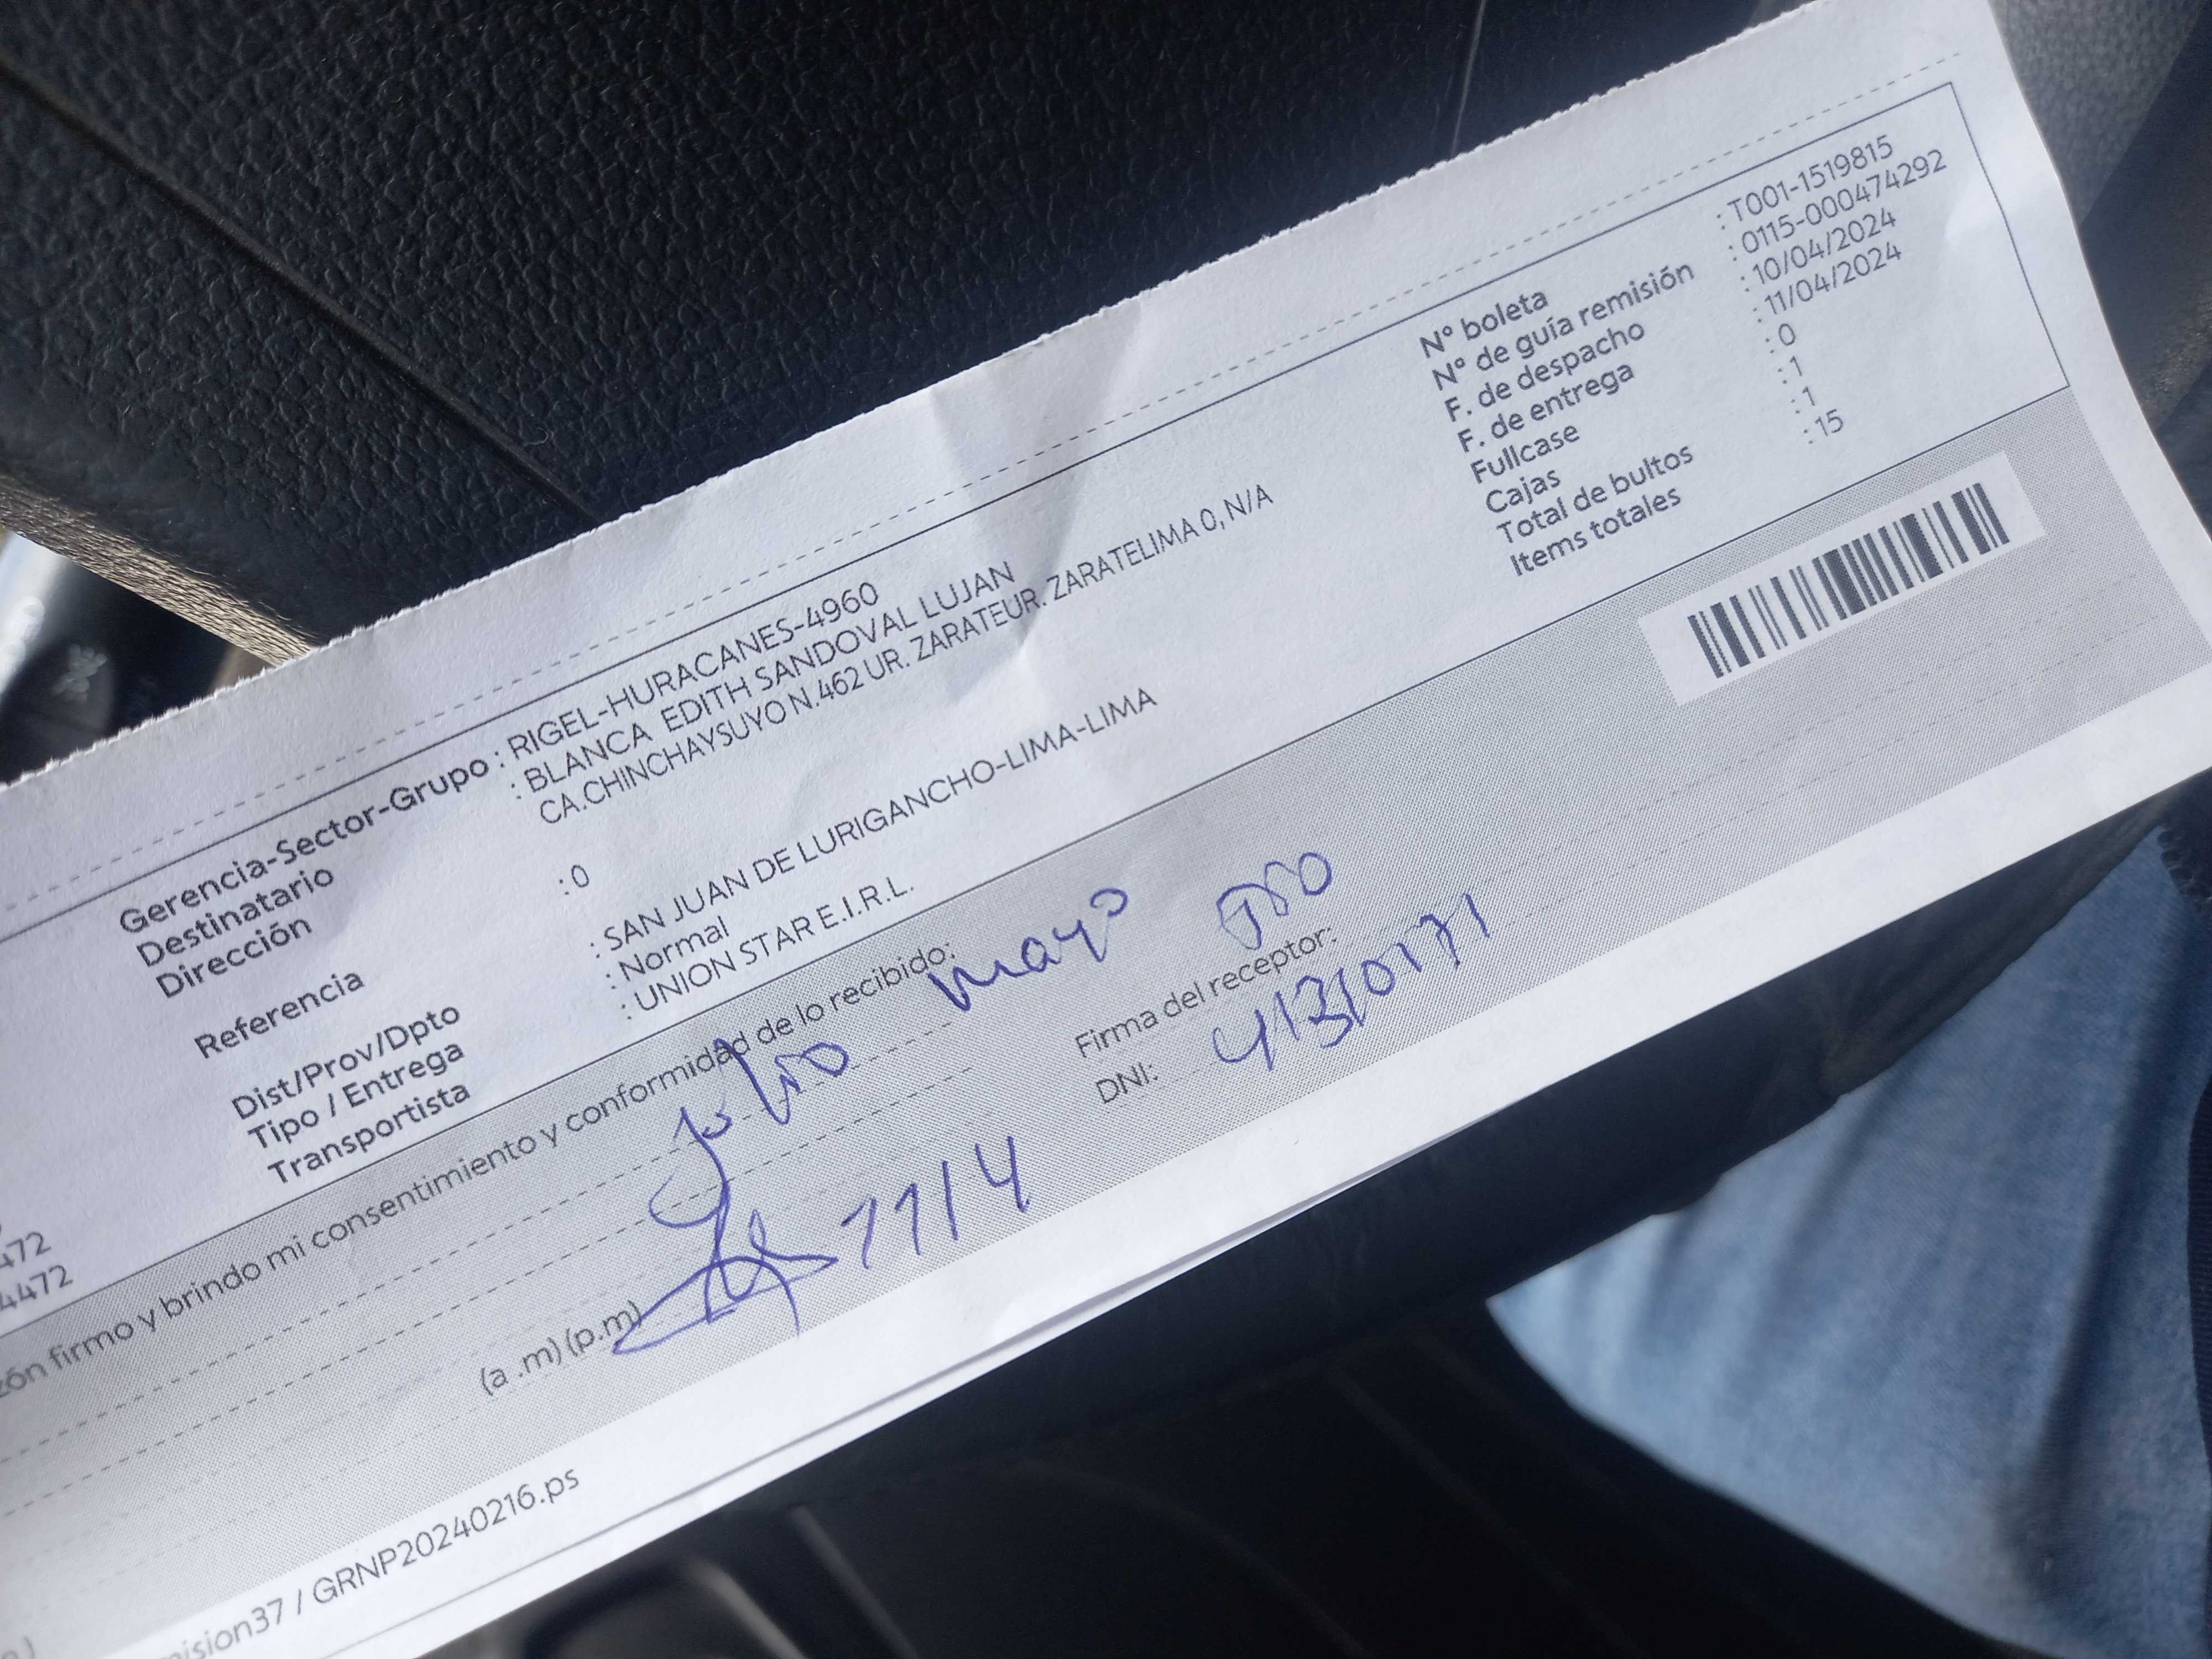 Gerencia-Sector-Grupo : RIGEL-HURACANES-4960
Destinatario : BLANCA EDITH SANDOVAL LUJAN
Dirección CA.CHINCHAYSUYO N.462 UR. ZARATEUR. ZARATELIMA 0, N/A
Referencia : 0
Dist/Prov/Dpto : SAN JUAN DE LURIGANCHO-LIMA-LIMA
Tipo / Entrega : Normal
Transportista : UNION STAR E.I.R.L.
N° boleta : T001-1519815
N° de guía remisión : 0115-000474292
F. de despacho : 10/04/2024
F. de entrega : 11/04/2024
Fullcase : 0
Cajas : 1
Total de bultos : 1
Items totales : 15
472
4472
zón firmo y brindo mi consentimiento y conformidad de lo recibido:
mayo
Firma del receptor:
DNI: 41310171
11/4
(a .m) (p.m)
ision37 / GRNP20240216.ps